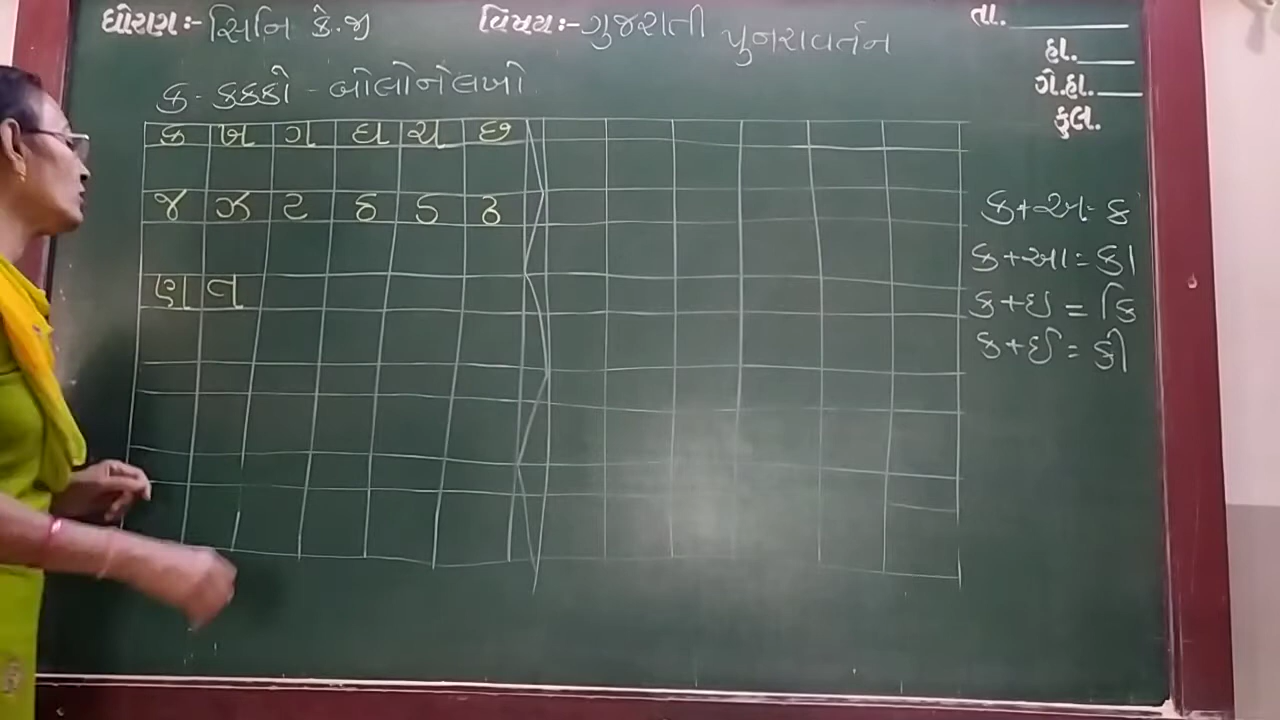 ધોરણ:- સિનિ કે.જી વિષય:- ગુજરાતી પુનરાવર્તન તા.
હા.
ગે.હા.
કુલ.
ક - કક્કો - બોલોને લખો
ક ખ ગ ઘ ચ છ
જ ઝ ટ ઠ ડ ઢ
ણ ત
ક+અ = ક
ક+આ = કા
ક+ઇ = કિ
ક+ઈ = કી